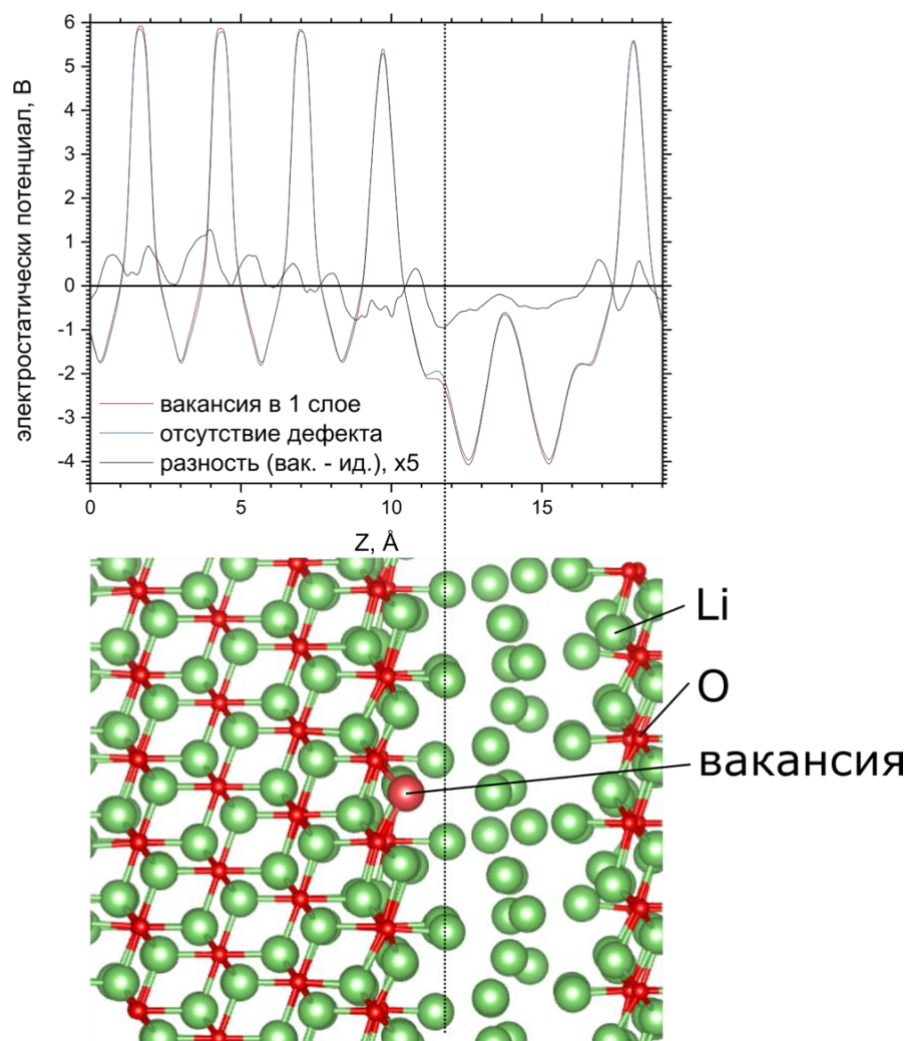 6
5
4
3
2
1
0
-1
-2
-3
-4
электростатически потенциал, В
вакансия в 1 слое
отсутствие дефекта
разность (вак. - ид.), x5
0 5 10 15
Z, Å
Li
O
вакансия